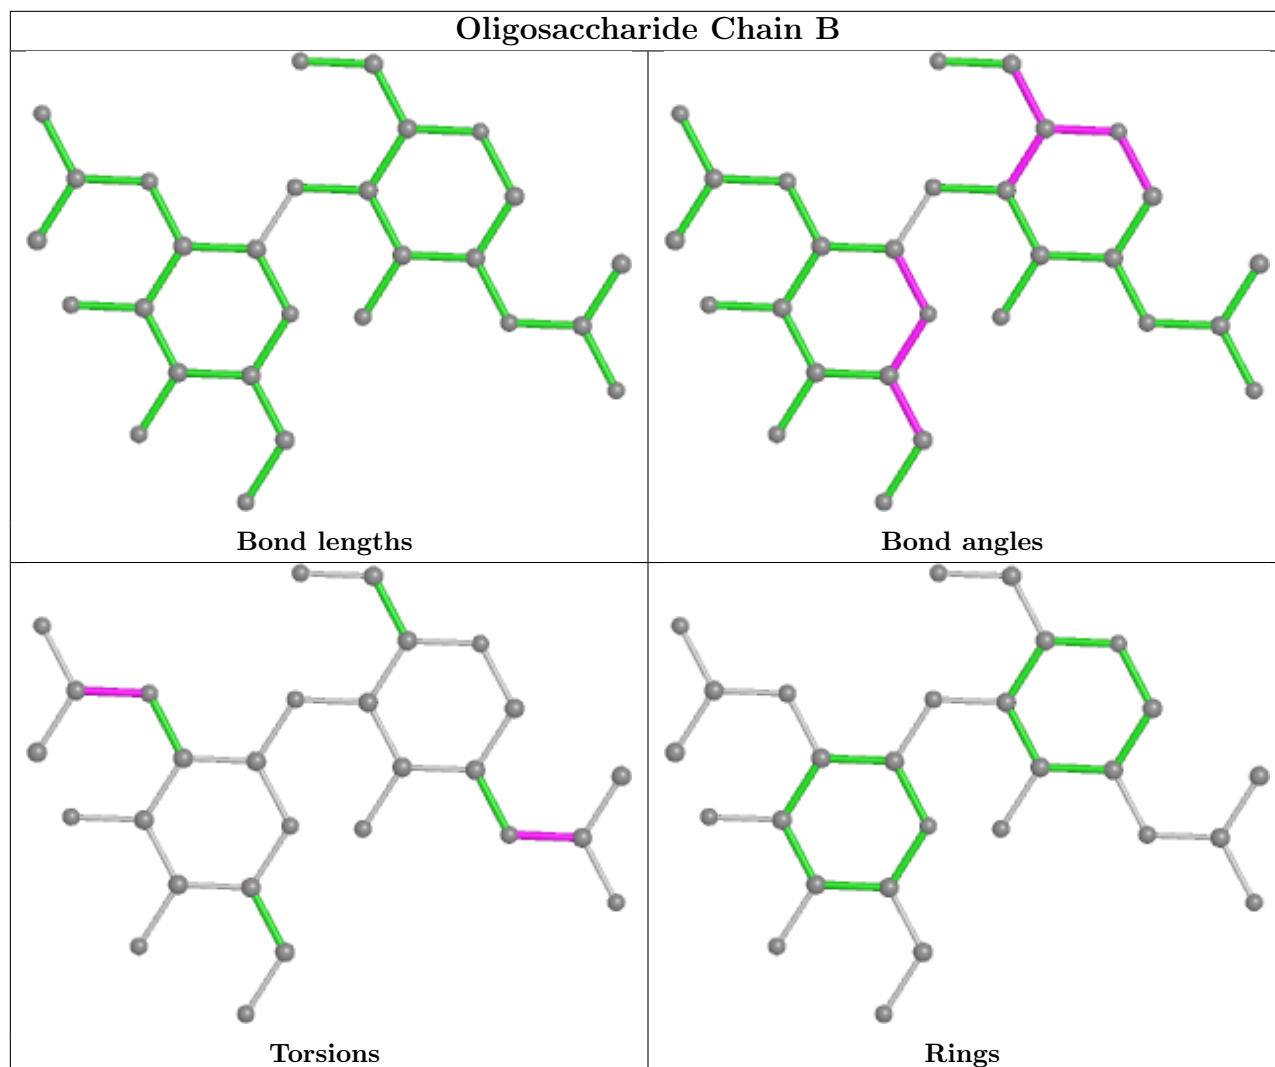 Oligosaccharide Chain B
Bond lengths
Bond angles
Torsions
Rings